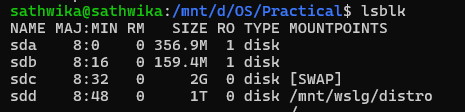 sathwika@sathwika:/mnt/d/OS/Practical$ lsblk
NAME MAJ:MIN RM   SIZE RO TYPE MOUNTPOINTS
sda    8:0    0 356.9M  1 disk
sdb    8:16   0 159.4M  1 disk
sdc    8:32   0     2G  0 disk [SWAP]
sdd    8:48   0     1T  0 disk /mnt/wslg/distro